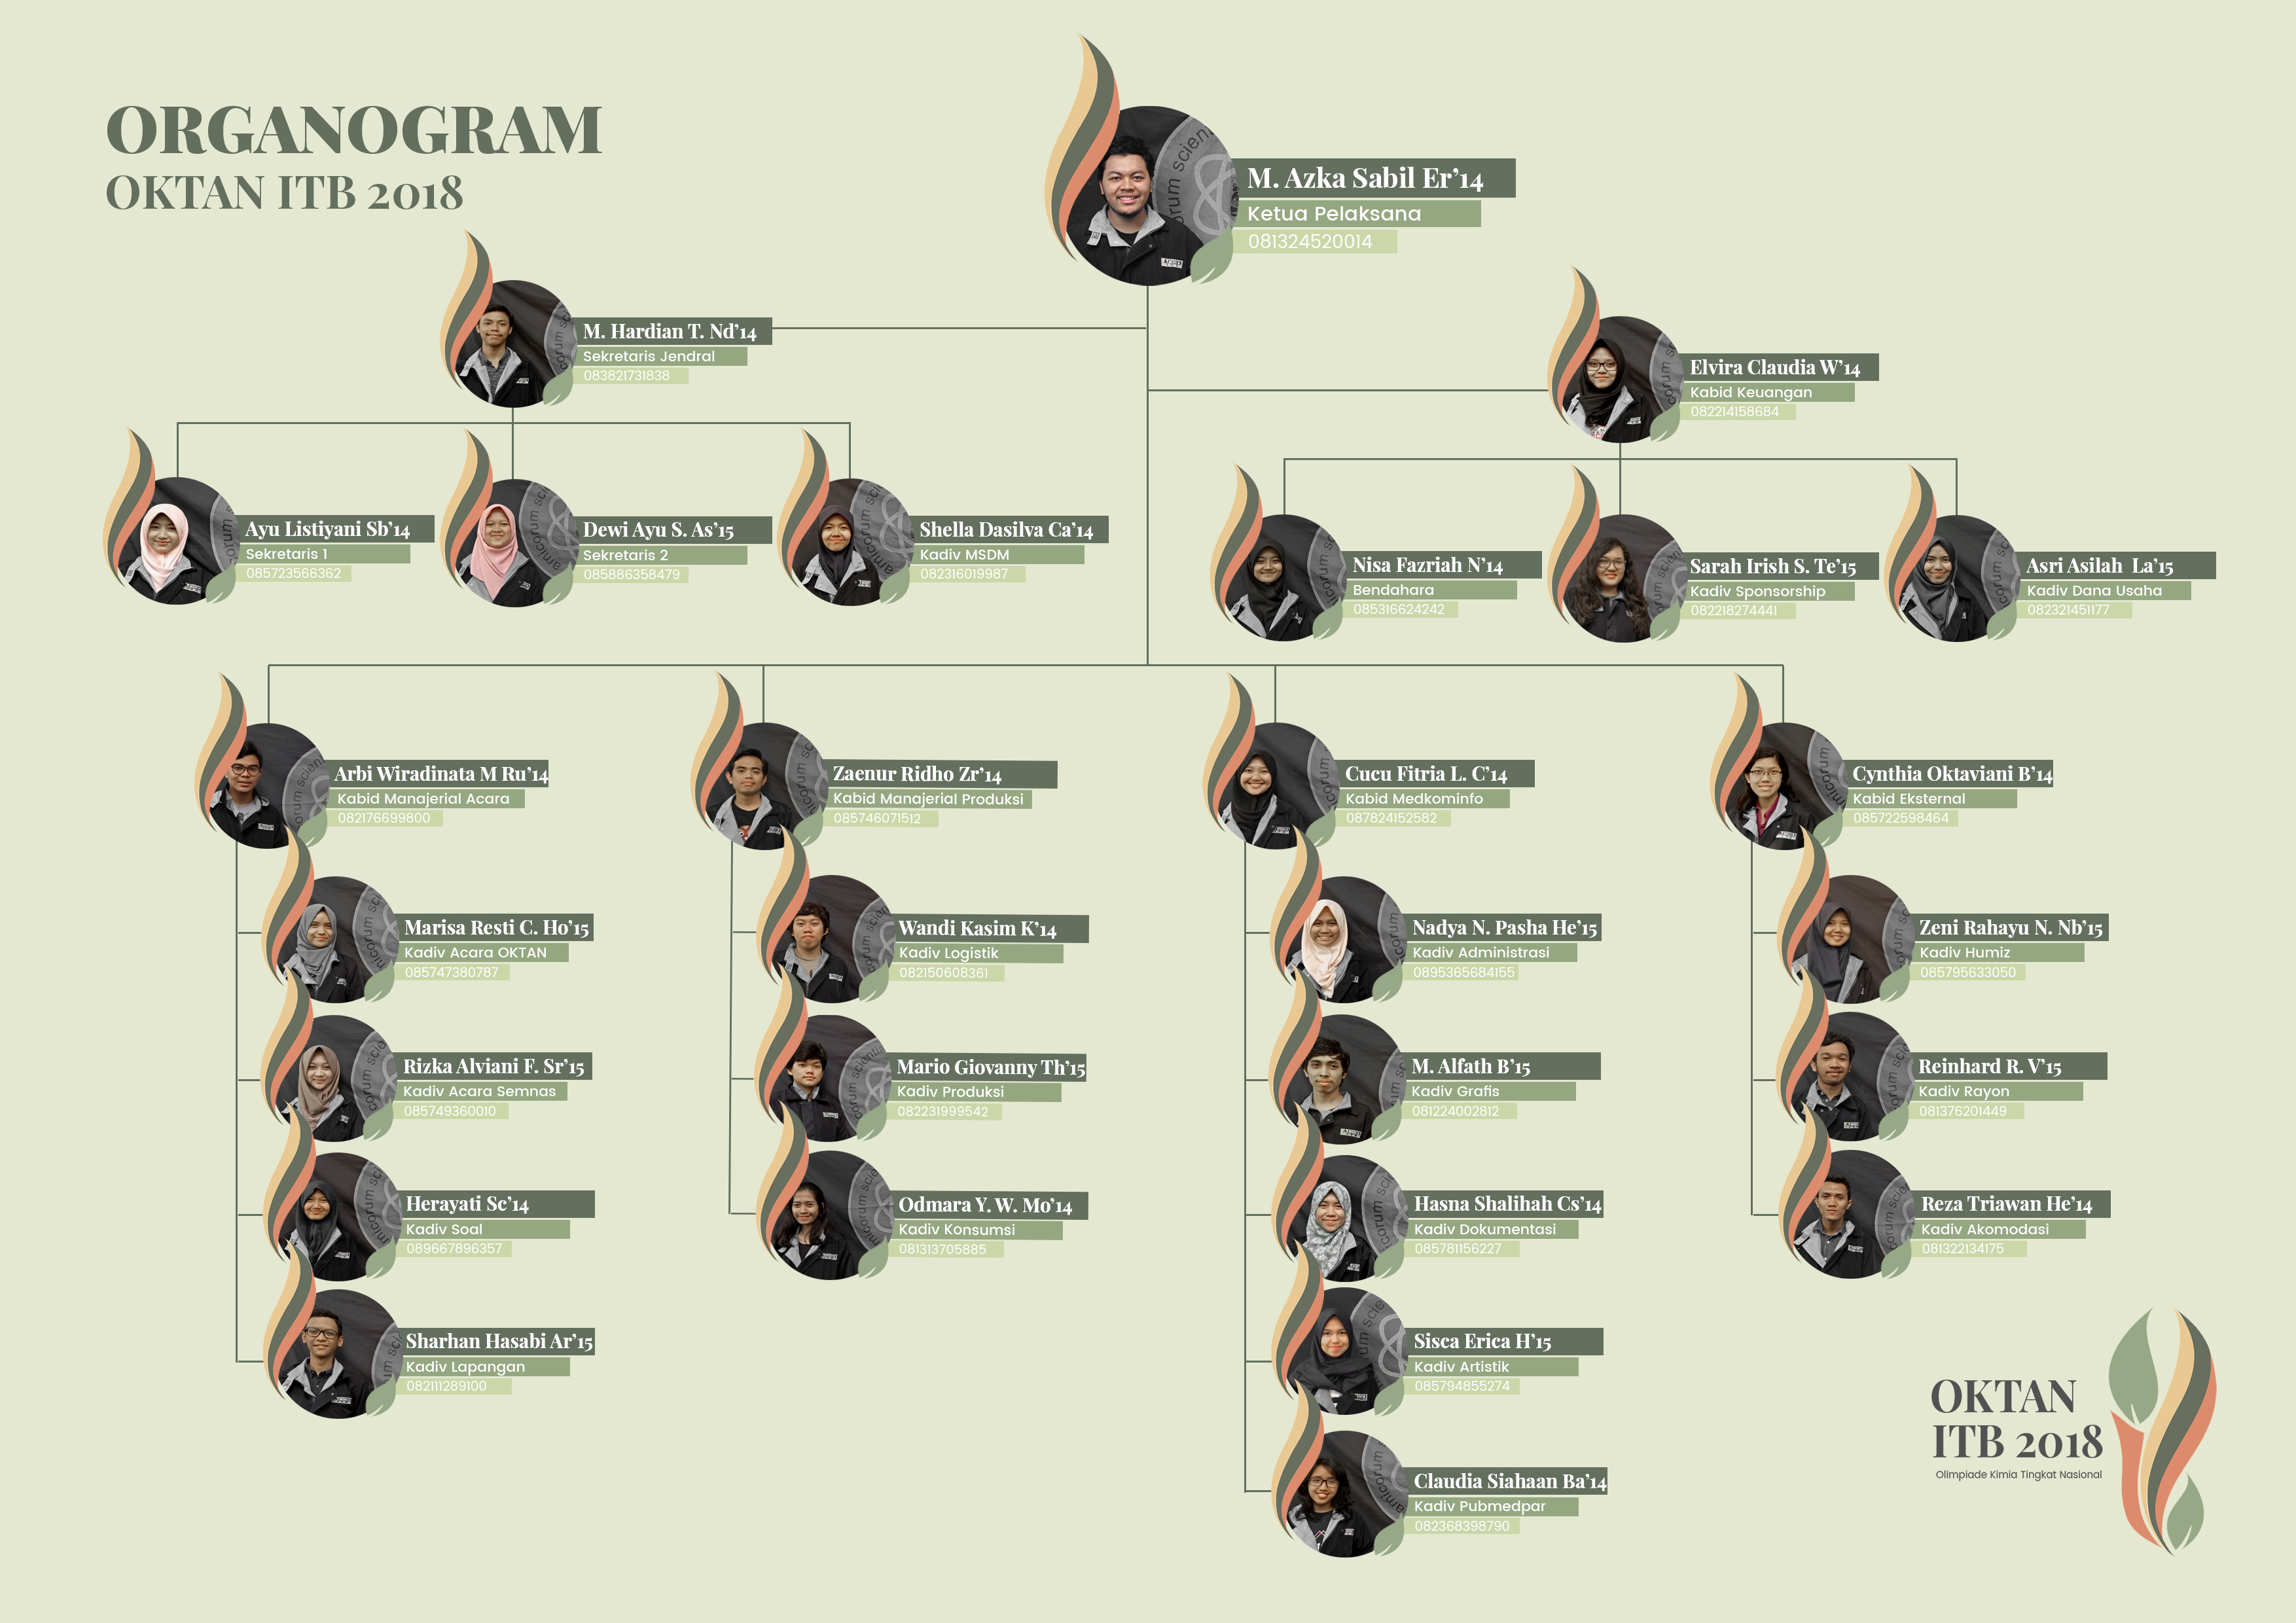 ORGANOGRAM
OKTAN ITB 2018
M. Azka Sabil Er’14
Ketua Pelaksana
081324520014
M. Hardian T. Nd’14
Sekretaris Jendral
083821731838
Elvira Claudia W’14
Kabid Keuangan
082214158684
Ayu Listiyani Sb’14
Sekretaris 1
085723566362
Dewi Ayu S. As’15
Sekretaris 2
085886358479
Shella Dasilva Ca’14
Kadiv MSDM
082316019987
Nisa Fazriah N’14
Bendahara
085316624242
Sarah Irish S. Te’15
Kadiv Sponsorship
082218274441
Asri Asilah La’15
Kadiv Dana Usaha
082321451177
Arbi Wiradinata M Ru’14
Kabid Manajerial Acara
082176699800
Marisa Resti C. Ho’15
Kadiv Acara OKTAN
085747380787
Rizka Alviani F. Sr’15
Kadiv Acara Semnas
085749360010
Herayati Sc’14
Kadiv Soal
089667896357
Sharhan Hasabi Ar’15
Kadiv Lapangan
082111289100
Zaenur Ridho Zr’14
Kabid Manajerial Produksi
085746071512
Wandi Kasim K’14
Kadiv Logistik
082150608361
Mario Giovanny Th’15
Kadiv Produksi
082231999542
Odmara Y. W. Mo’14
Kadiv Konsumsi
081313705885
Cucu Fitria L. C’14
Kabid Medkominfo
087824152582
Nadya N. Pasha He’15
Kadiv Administrasi
0895365684155
M. Alfath B’15
Kadiv Grafis
081224002812
Hasna Shalihah Cs’14
Kadiv Dokumentasi
085781156227
Sisca Erica H’15
Kadiv Artistik
085794855274
Claudia Siahaan Ba’14
Kadiv Pubmedpar
082368398790
Cynthia Oktaviani B’14
Kabid Eksternal
085722598464
Zeni Rahayu N. Nb’15
Kadiv Humiz
085795633050
Reinhard R. V’15
Kadiv Rayon
081376201449
Reza Triawan He’14
Kadiv Akomodasi
081322134175
OKTAN
ITB 2018
Olimpiade Kimia Tingkat Nasional